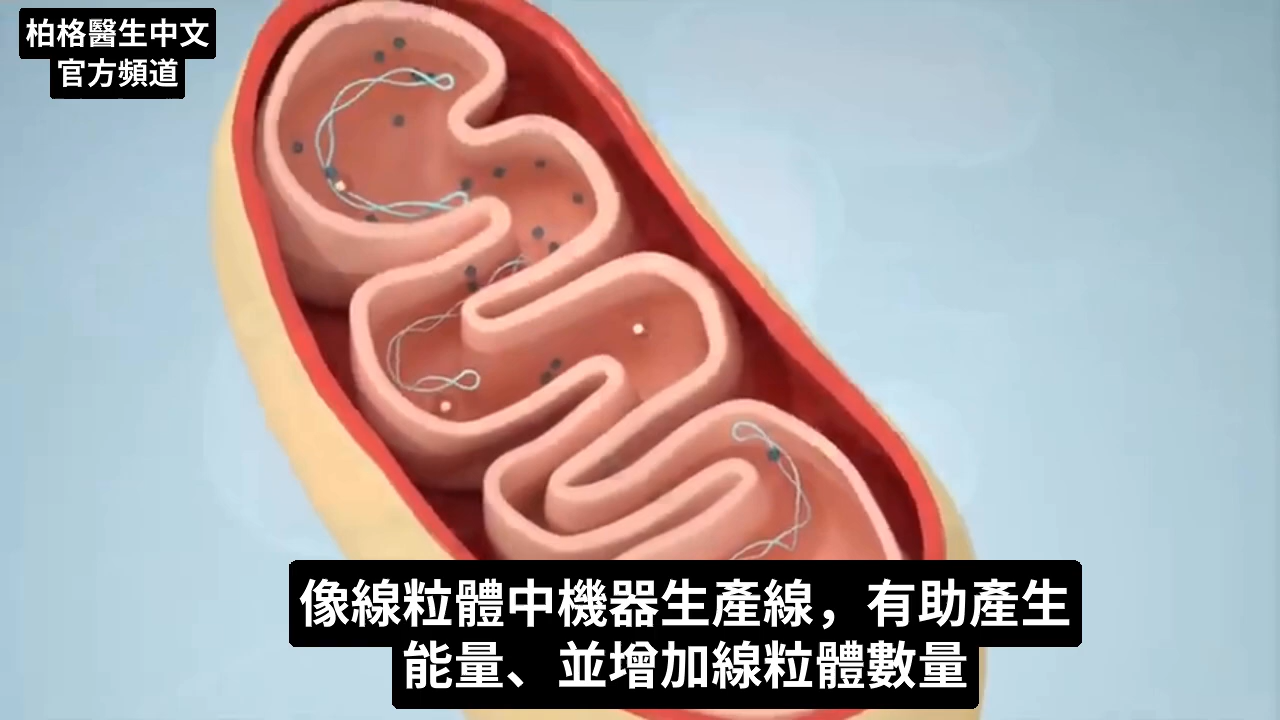 柏格醫生中文
官方頻道
像線粒體中機器生產線，有助產生
能量、並增加線粒體數量